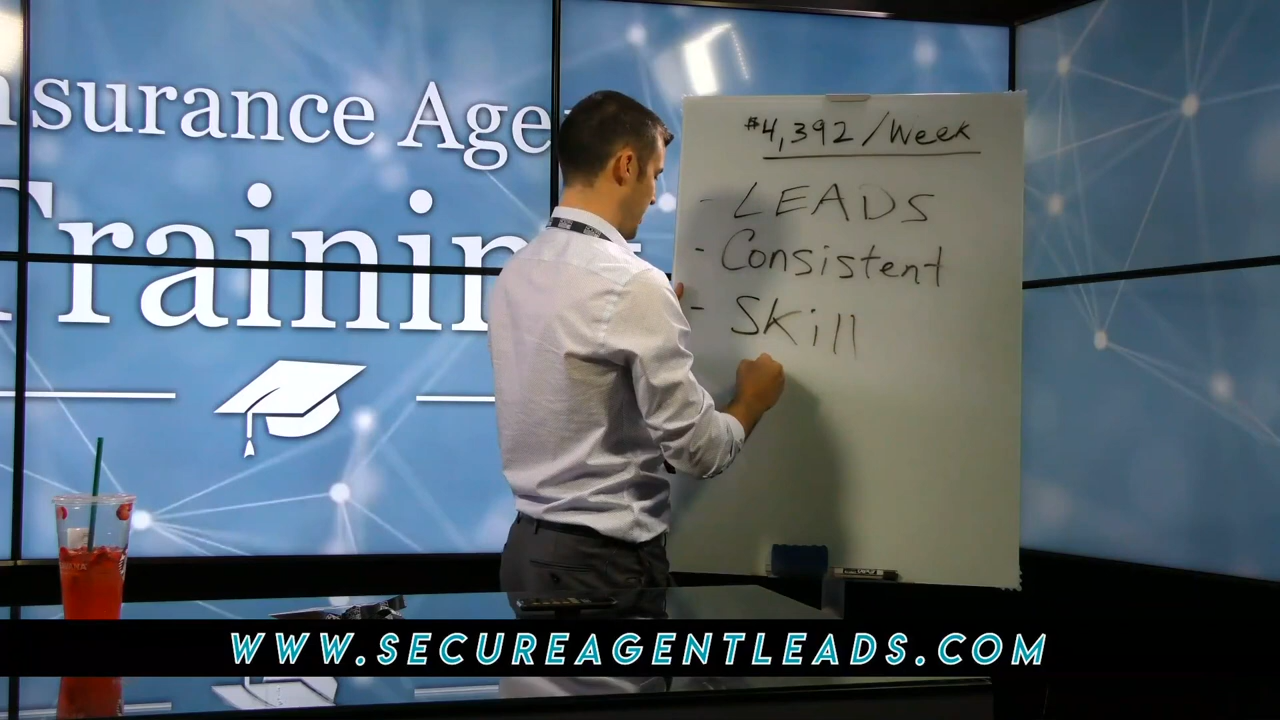 nsurance Age
Trainin
$4,392/Week
- LEADS
- Consistent
- Skill
WWW.SECUREAGENTLEADS.COM